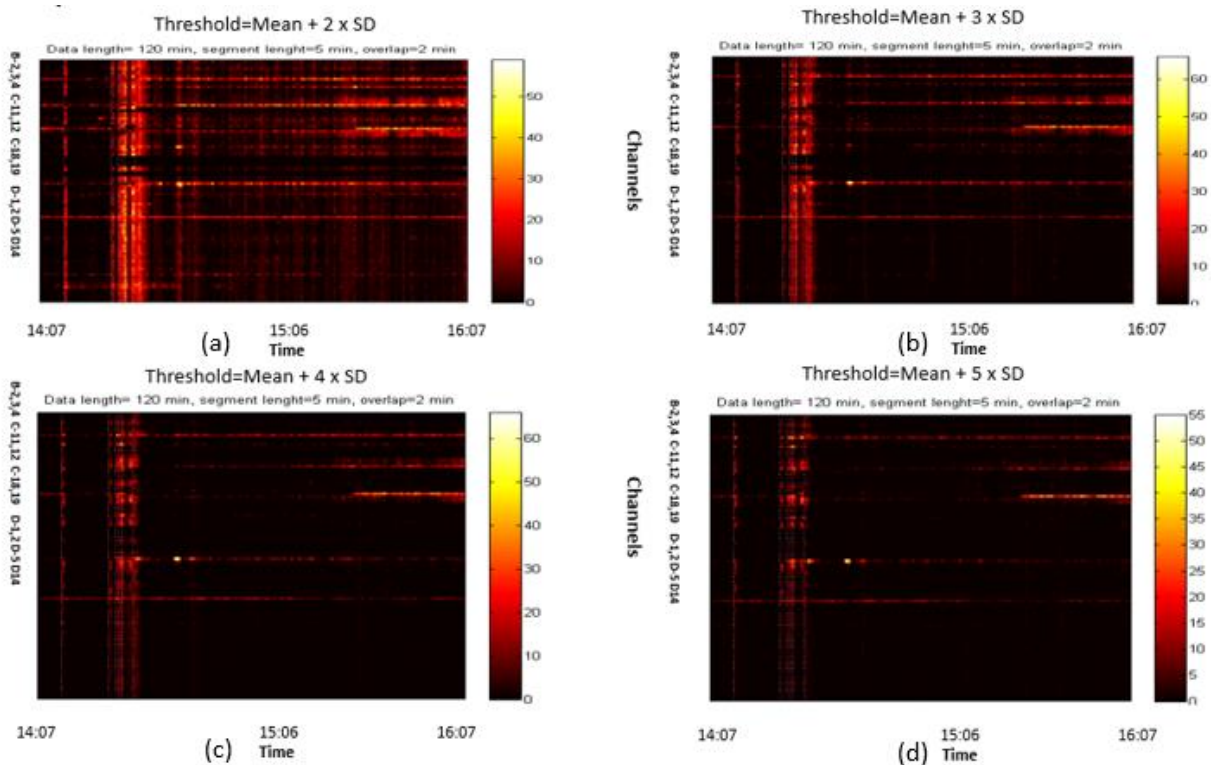 Threshold=Mean + 2 x SD
Data length= 120 min, segment lenght=5 min, overlap=2 min
B-2,3,4 C-11,12 C-18,19 D-1,2 D-5 D14
50
40
30
20
10
0
14:07 15:06 16:07
(a)
Time
Threshold=Mean + 3 x SD
Data length= 120 min, segment lenght=5 min, overlap=2 min
Channels
B-2,3,4 C-11,12 C-18,19 D-1,2 D-5 D14
60
50
40
30
20
10
0
14:07 15:06 16:07
(b)
Time
Threshold=Mean + 4 x SD
Data length= 120 min, segment lenght=5 min, overlap=2 min
B-2,3,4 C-11,12 C-18,19 D-1,2 D-5 D14
60
50
40
30
20
10
0
14:07 15:06 16:07
(c)
Time
Threshold=Mean + 5 x SD
Data length= 120 min, segment lenght=5 min, overlap=2 min
Channels
B-2,3,4 C-11,12 C-18,19 D-1,2 D-5 D14
55
50
45
40
35
30
25
20
15
10
5
0
14:07 15:06 16:07
(d)
Time